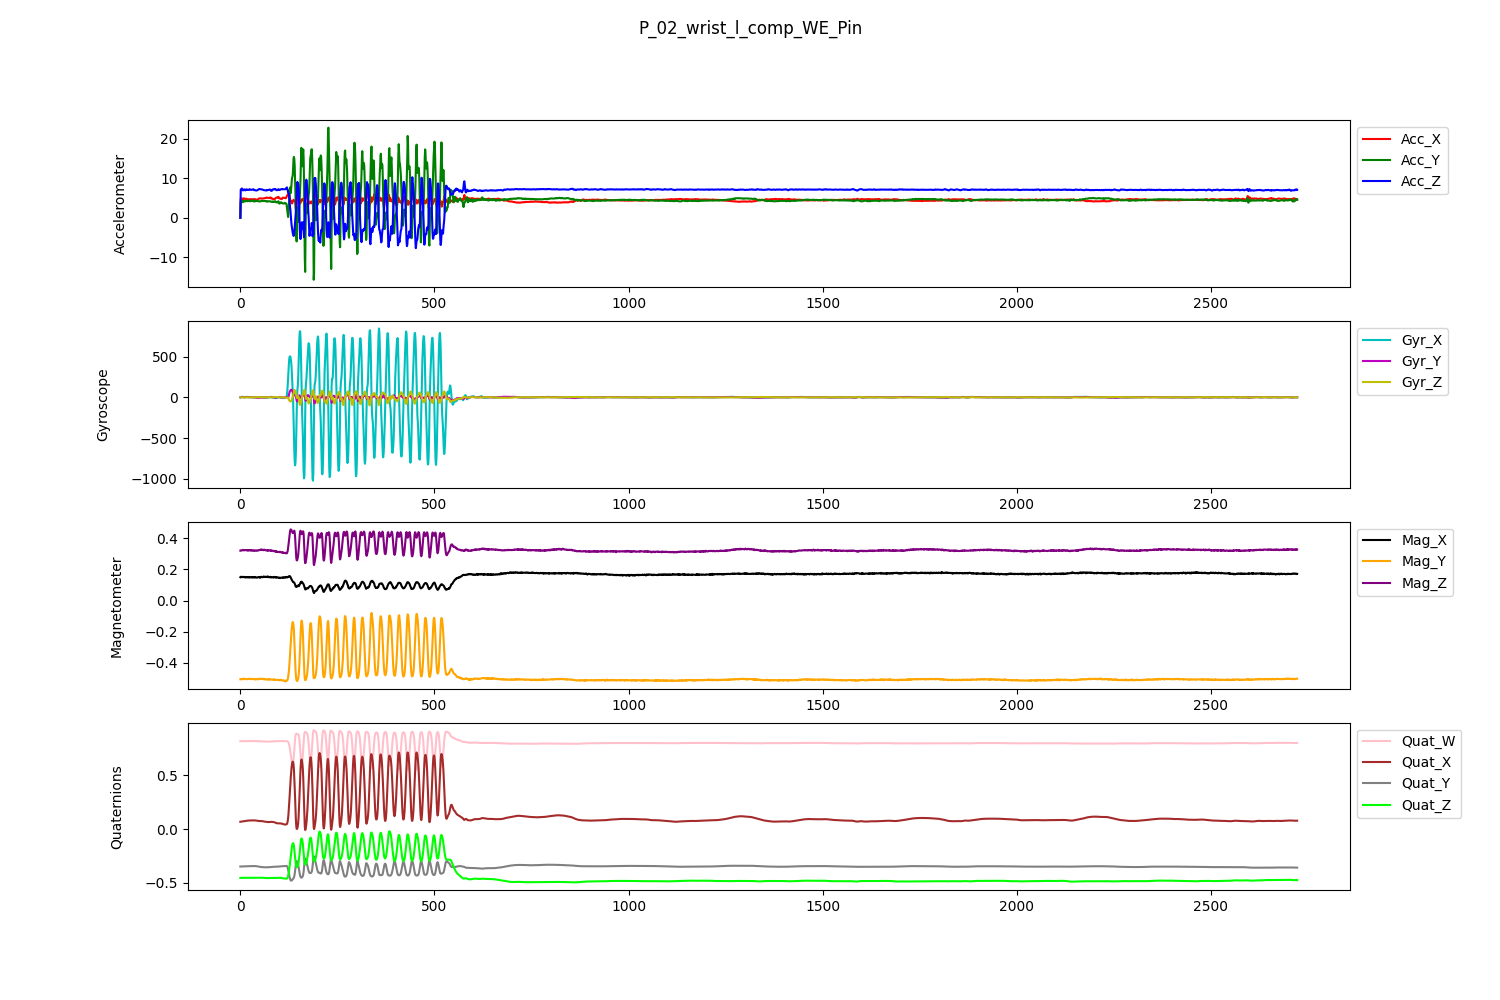 P_02_wrist_l_comp_WE_Pin
Accelerometer
20
10
0
−10
0 500 1000 1500 2000 2500
Acc_X
Acc_Y
Acc_Z
Gyroscope
500
0
−500
−1000
0 500 1000 1500 2000 2500
Gyr_X
Gyr_Y
Gyr_Z
Magnetometer
0.4
0.2
0.0
−0.2
−0.4
0 500 1000 1500 2000 2500
Mag_X
Mag_Y
Mag_Z
Quaternions
0.5
0.0
−0.5
0 500 1000 1500 2000 2500
Quat_W
Quat_X
Quat_Y
Quat_Z